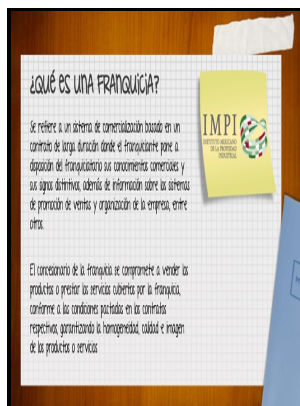 ¿QUÉ ES UNA FRANQUICIA?
Se refiere a un sistema de comercialización basado en un
contrato de larga duración donde el franquiciante pone a
disposición del franquiciatario sus conocimientos comerciales y
sus signos distintivos, además de información sobre los sistemas
de promoción de ventas y organización de la empresa, entre
otros.
El concesionario de la franquicia se compromete a vender los
productos o prestar los servicios cubiertos por la franquicia,
conforme a las condiciones pactadas en los contratos
respectivos, garantizando la homogeneidad, calidad e imagen
de los productos o servicios
IMPI
INSTITUTO MEXICANO
DE LA PROPIEDAD
INDUSTRIAL